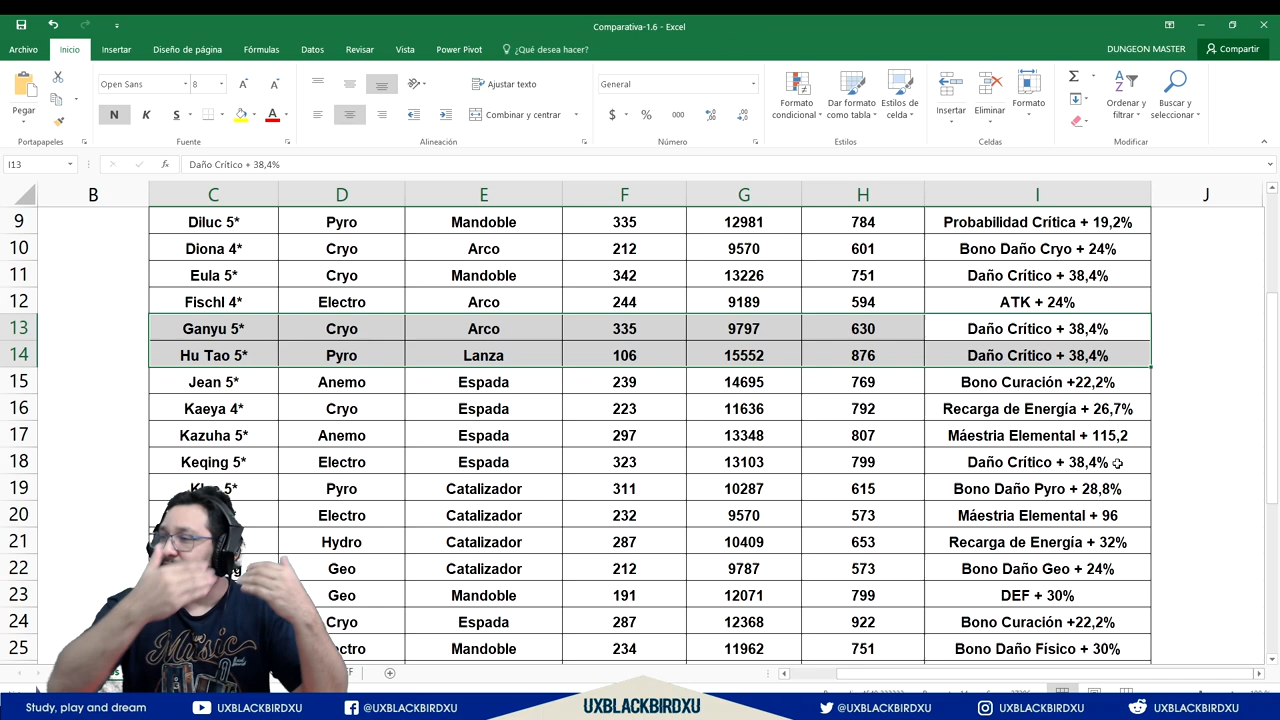 Comparativa-1.6 - Excel
Archivo Inicio Insertar Diseño de página Fórmulas Datos Revisar Vista Power Pivot ¿Qué desea hacer? DUNGEON MASTER Compartir
Pegar
Open Sans 8
N K S A
Ajustar texto
Combinar y centrar
General
$ % 000
Formato condicional
Dar formato como tabla
Estilos de celda
Insertar
Eliminar
Formato
Ordenar y filtrar
Buscar y seleccionar
Portapapeles Fuente Alineación Número Estilos Celdas Modificar
I13 fx Daño Crítico + 38,4%
B C D E F G H I J
9 Diluc 5* Pyro Mandoble 335 12981 784 Probabilidad Crítica + 19,2%
10 Diona 4* Cryo Arco 212 9570 601 Bono Daño Cryo + 24%
11 Eula 5* Cryo Mandoble 342 13226 751 Daño Crítico + 38,4%
12 Fischl 4* Electro Arco 244 9189 594 ATK + 24%
13 Ganyu 5* Cryo Arco 335 9797 630 Daño Crítico + 38,4%
14 Hu Tao 5* Pyro Lanza 106 15552 876 Daño Crítico + 38,4%
15 Jean 5* Anemo Espada 239 14695 769 Bono Curación +22,2%
16 Kaeya 4* Cryo Espada 223 11636 792 Recarga de Energía + 26,7%
17 Kazuha 5* Anemo Espada 297 13348 807 Máestria Elemental + 115,2
18 Keqing 5* Electro Espada 323 13103 799 Daño Crítico + 38,4%
19 5* Pyro Catalizador 311 10287 615 Bono Daño Pyro + 28,8%
20 Electro Catalizador 232 9570 573 Máestria Elemental + 96
21 Hydro Catalizador 287 10409 653 Recarga de Energía + 32%
22 Geo Catalizador 212 9787 573 Bono Daño Geo + 24%
23 Geo Mandoble 191 12071 799 DEF + 30%
24 Cryo Espada 287 12368 922 Bono Curación +22,2%
25 Mandoble 234 11962 751 Bono Daño Físico + 30%
Music
Study, play and dream UXBLACKBIRDXU @UXBLACKBIRDXU UXBLACKBIRDXU @UXBLACKBIRDXU UXBLACKBIRDXU UXBLACKBIRDXU